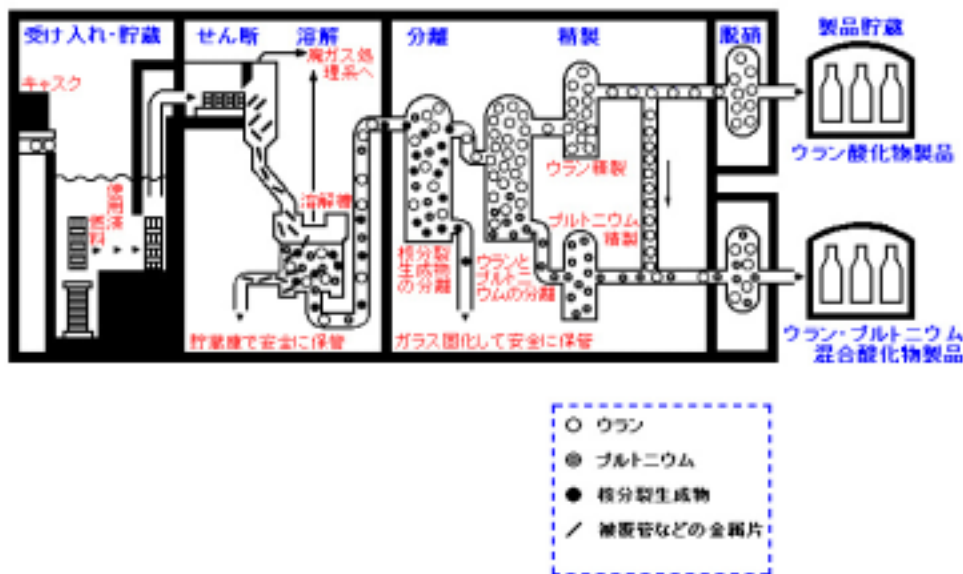 受け入れ・貯蔵
せん断
溶解
分離
精製
脱硝
製品貯蔵
キャスク
廃ガス処
理系へ
使用済
燃料
溶解槽
貯蔵庫で安全に保管
核分裂
生成物
の分離
ウランと
プルトニ
ウムの分離
ガラス固化して安全に保管
ウラン精製
プルトニウム
精製
ウラン酸化物製品
ウラン・プルトニウム
混合酸化物製品
ウラン
プルトニウム
核分裂生成物
被覆管などの金属片